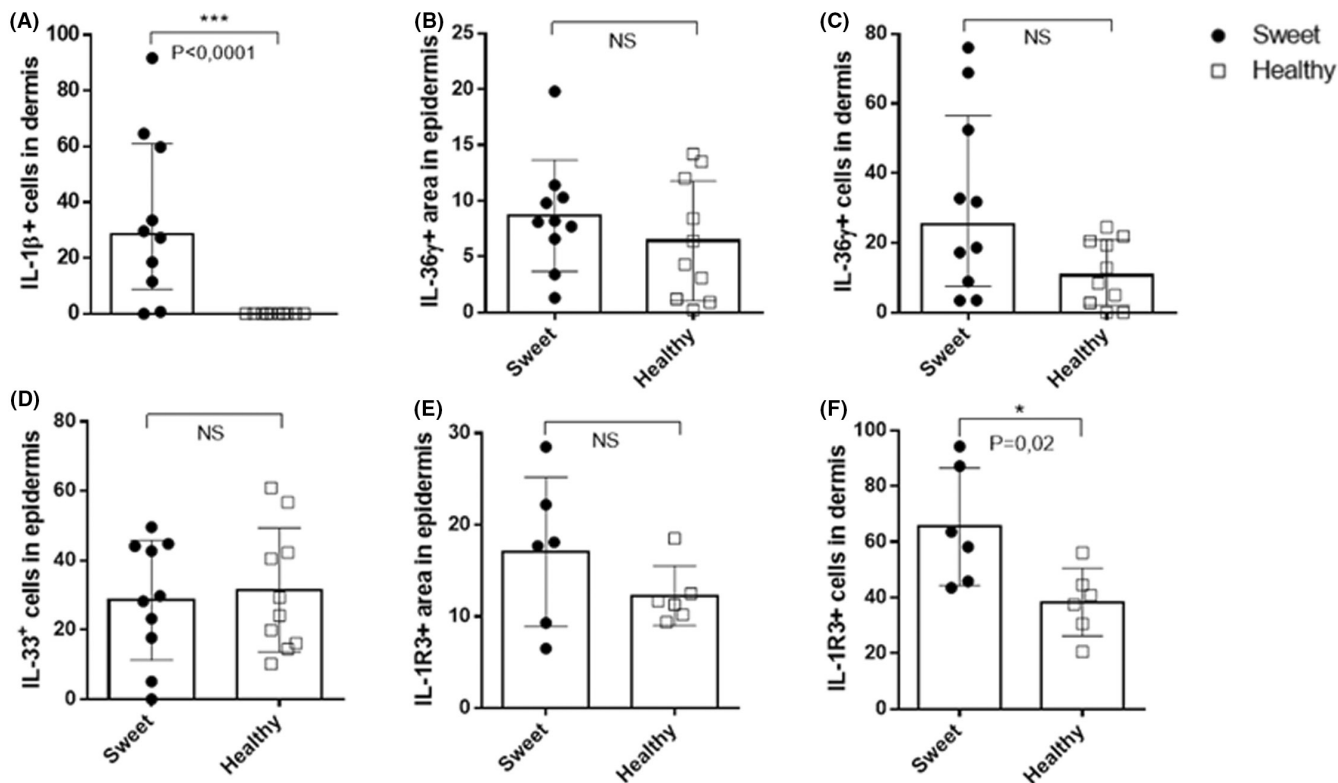 (A)
***
P<0,0001
IL-1β+ cells in dermis
100
80
60
40
20
0
(B)
NS
IL-36γ+ area in epidermis
25
20
15
10
5
0
Sweet
Healthy
(C)
NS
IL-36γ+ cells in dermis
80
60
40
20
0
Sweet
Healthy
Sweet
Healthy
(D)
NS
IL-33+ cells in epidermis
80
60
40
20
0
Sweet
Healthy
(E)
NS
IL-1R3+ area in epidermis
30
20
10
0
Sweet
Healthy
(F)
*
P=0,02
IL-1R3+ cells in dermis
100
80
60
40
20
0
Sweet
Healthy